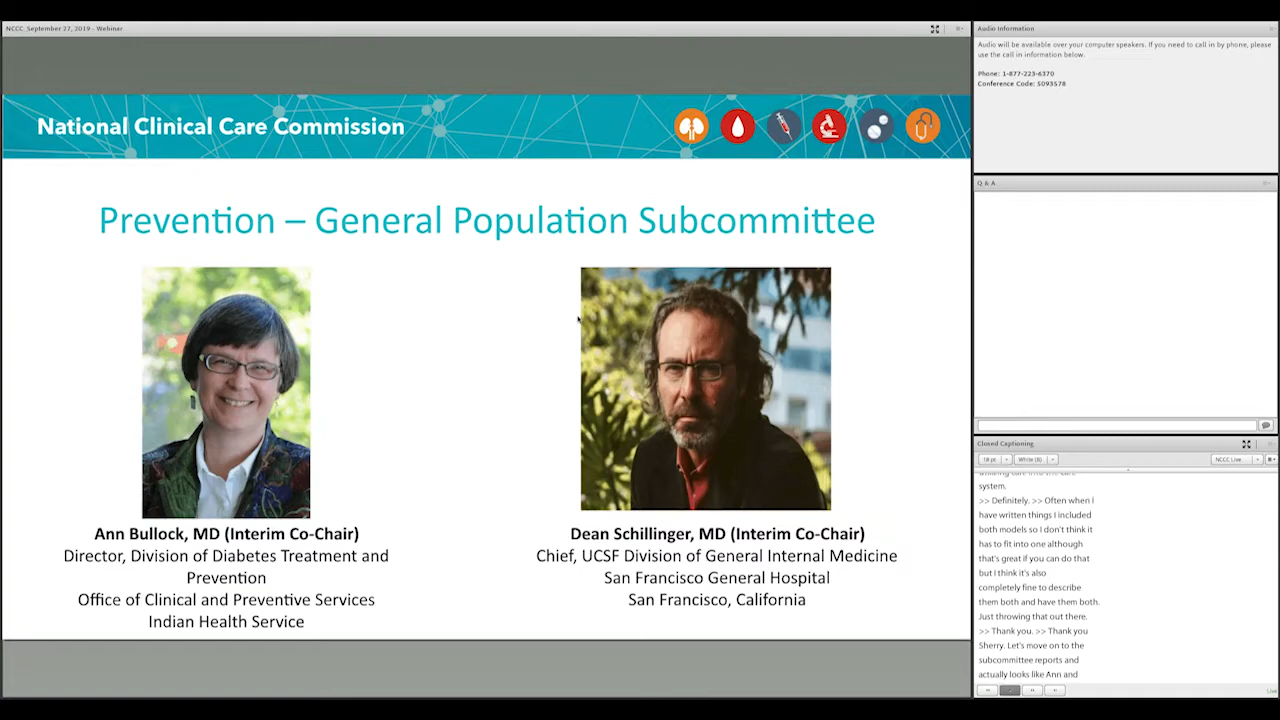 NCCC_September 27, 2019 - Webinar
National Clinical Care Commission
Prevention – General Population Subcommittee
Ann Bullock, MD (Interim Co-Chair)
Director, Division of Diabetes Treatment and
Prevention
Office of Clinical and Preventive Services
Indian Health Service
Dean Schillinger, MD (Interim Co-Chair)
Chief, UCSF Division of General Internal Medicine
San Francisco General Hospital
San Francisco, California
Audio Information
Audio will be available over your computer speakers. If you need to call in by phone, please
use the call in information below.
Phone: 1-877-223-6370
Conference Code: 5093578
Q & A
Closed Captioning
18 pt
White (B)
NCCC Live
system.
>> Definitely. >> Often when I
have written things I included
both models so I don't think it
has to fit into one although
that's great if you can do that
but I think it's also
completely fine to describe
them both and have them both.
Just throwing that out there.
>> Thank you. >> Thank you
Sherry. Let's move on to the
subcommittee reports and
actually looks like Ann and
Live